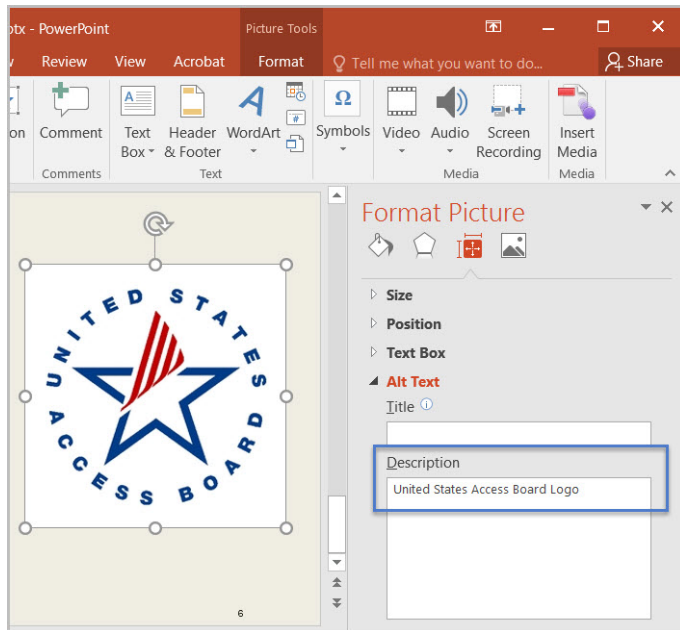 ptx - PowerPoint
Picture Tools
Review View Acrobat Format Tell me what you want to do... Share
on Comment Text Box Header & Footer WordArt # Symbols Ω Video Audio Screen Recording Insert Media
Comments Text Media Media
Format Picture
Size
Position
Text Box
Alt Text
Title
Description
United States Access Board Logo
UNITED STATES
ACCESS BOARD
6